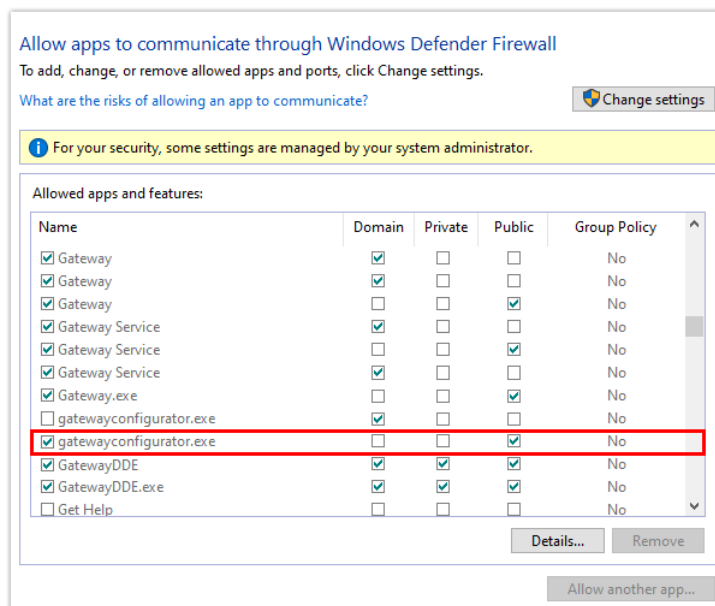 Allow apps to communicate through Windows Defender Firewall
To add, change, or remove allowed apps and ports, click Change settings.
What are the risks of allowing an app to communicate?
Change settings
For your security, some settings are managed by your system administrator.
Allowed apps and features:
Name Domain Private Public Group Policy
Gateway No
Gateway No
Gateway No
Gateway Service No
Gateway Service No
Gateway Service No
Gateway.exe No
gatewayconfigurator.exe No
gatewayconfigurator.exe No
GatewayDDE No
GatewayDDE.exe No
Get Help No
Details... Remove
Allow another app...